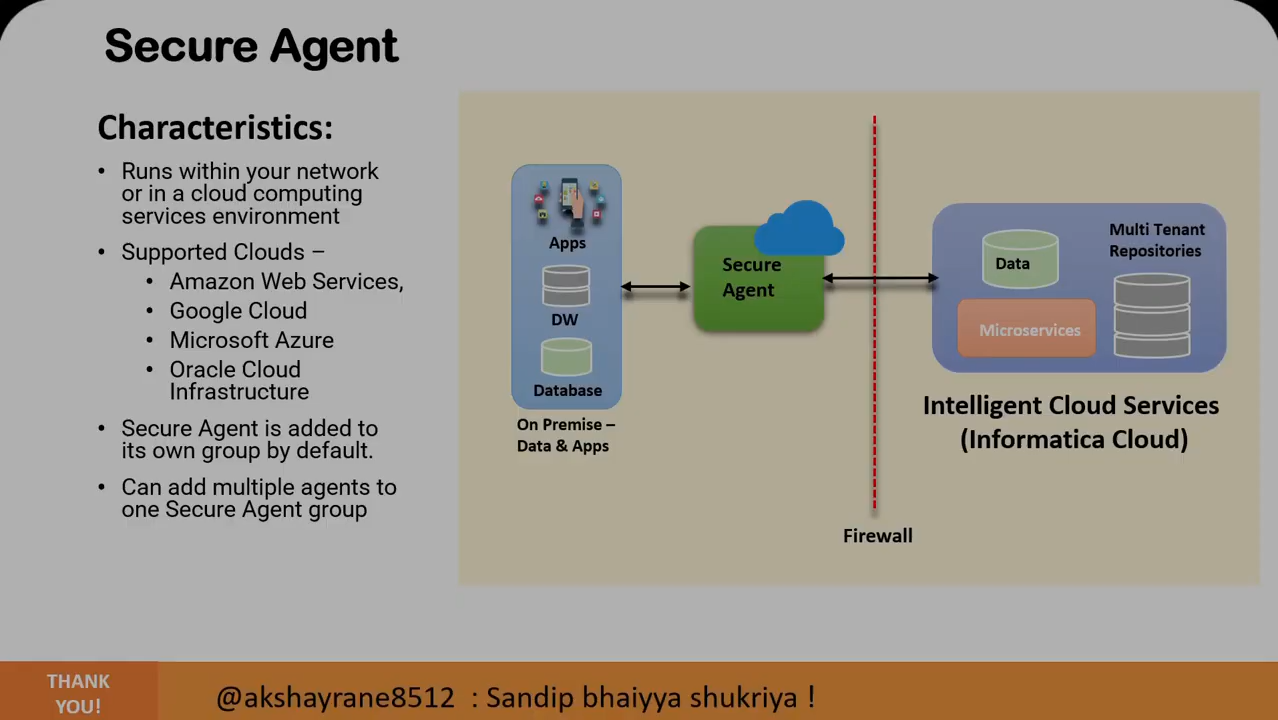 Secure Agent
Characteristics:
• Runs within your network
or in a cloud computing
services environment
• Supported Clouds –
• Amazon Web Services,
• Google Cloud
• Microsoft Azure
• Oracle Cloud
Infrastructure
• Secure Agent is added to
its own group by default.
• Can add multiple agents to
one Secure Agent group
Apps
DW
Database
On Premise –
Data & Apps
Secure
Agent
Firewall
Data
Microservices
Multi Tenant
Repositories
Intelligent Cloud Services
(Informatica Cloud)
THANK
YOU!
@akshayrane8512 : Sandip bhaiyya shukriya !